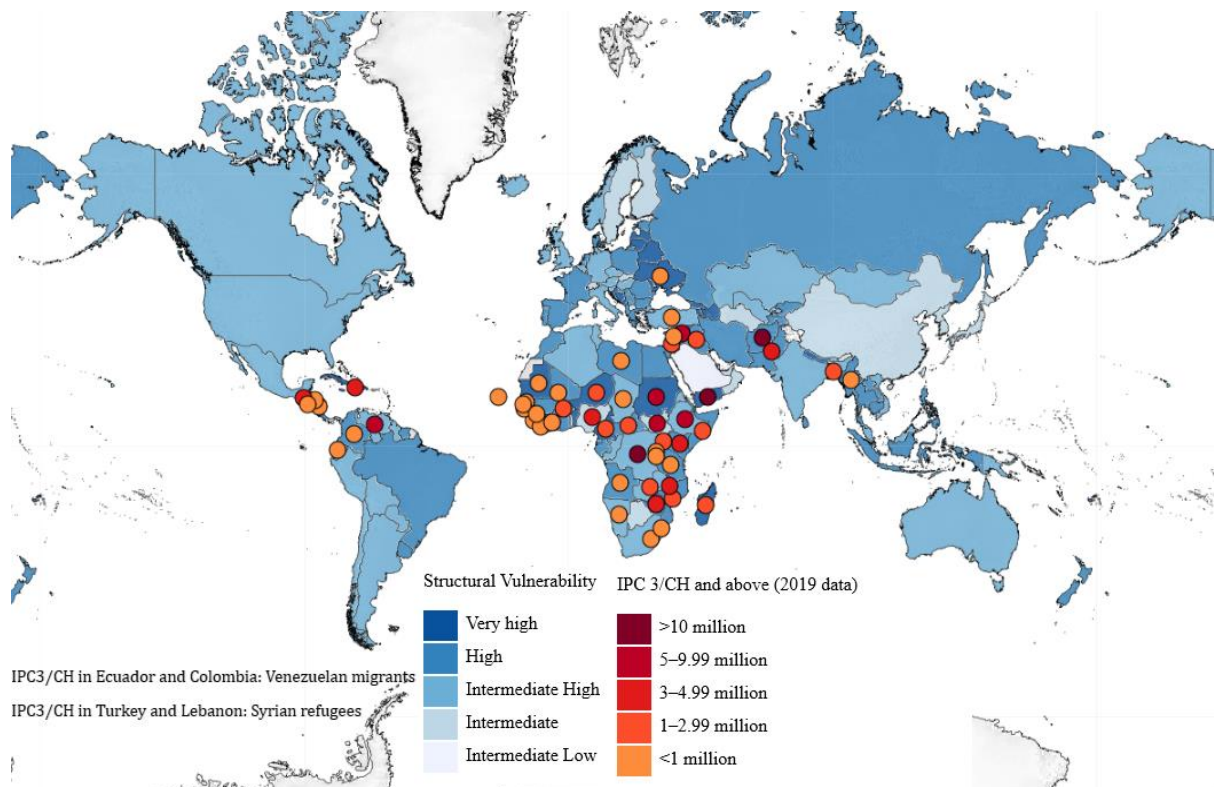 Structural Vulnerability
Very high
High
Intermediate High
Intermediate
Intermediate Low
IPC 3/CH and above (2019 data)
>10 million
5–9.99 million
3–4.99 million
1–2.99 million
<1 million
IPC3/CH in Ecuador and Colombia: Venezuelan migrants
IPC3/CH in Turkey and Lebanon: Syrian refugees